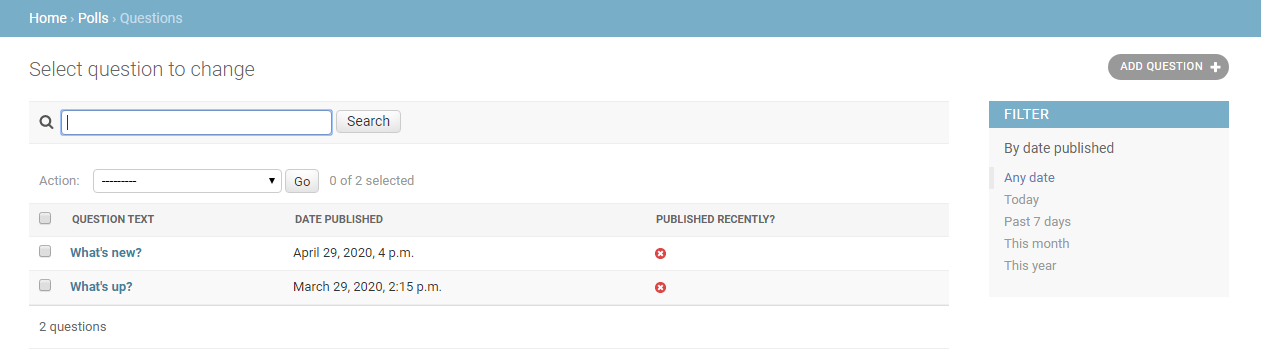 Home › Polls › Questions
Select question to change
ADD QUESTION +
Search
FILTER
By date published
Any date
Today
Past 7 days
This month
This year
Action: --------- Go 0 of 2 selected
QUESTION TEXT DATE PUBLISHED PUBLISHED RECENTLY?
What's new? April 29, 2020, 4 p.m.
What's up? March 29, 2020, 2:15 p.m.
2 questions